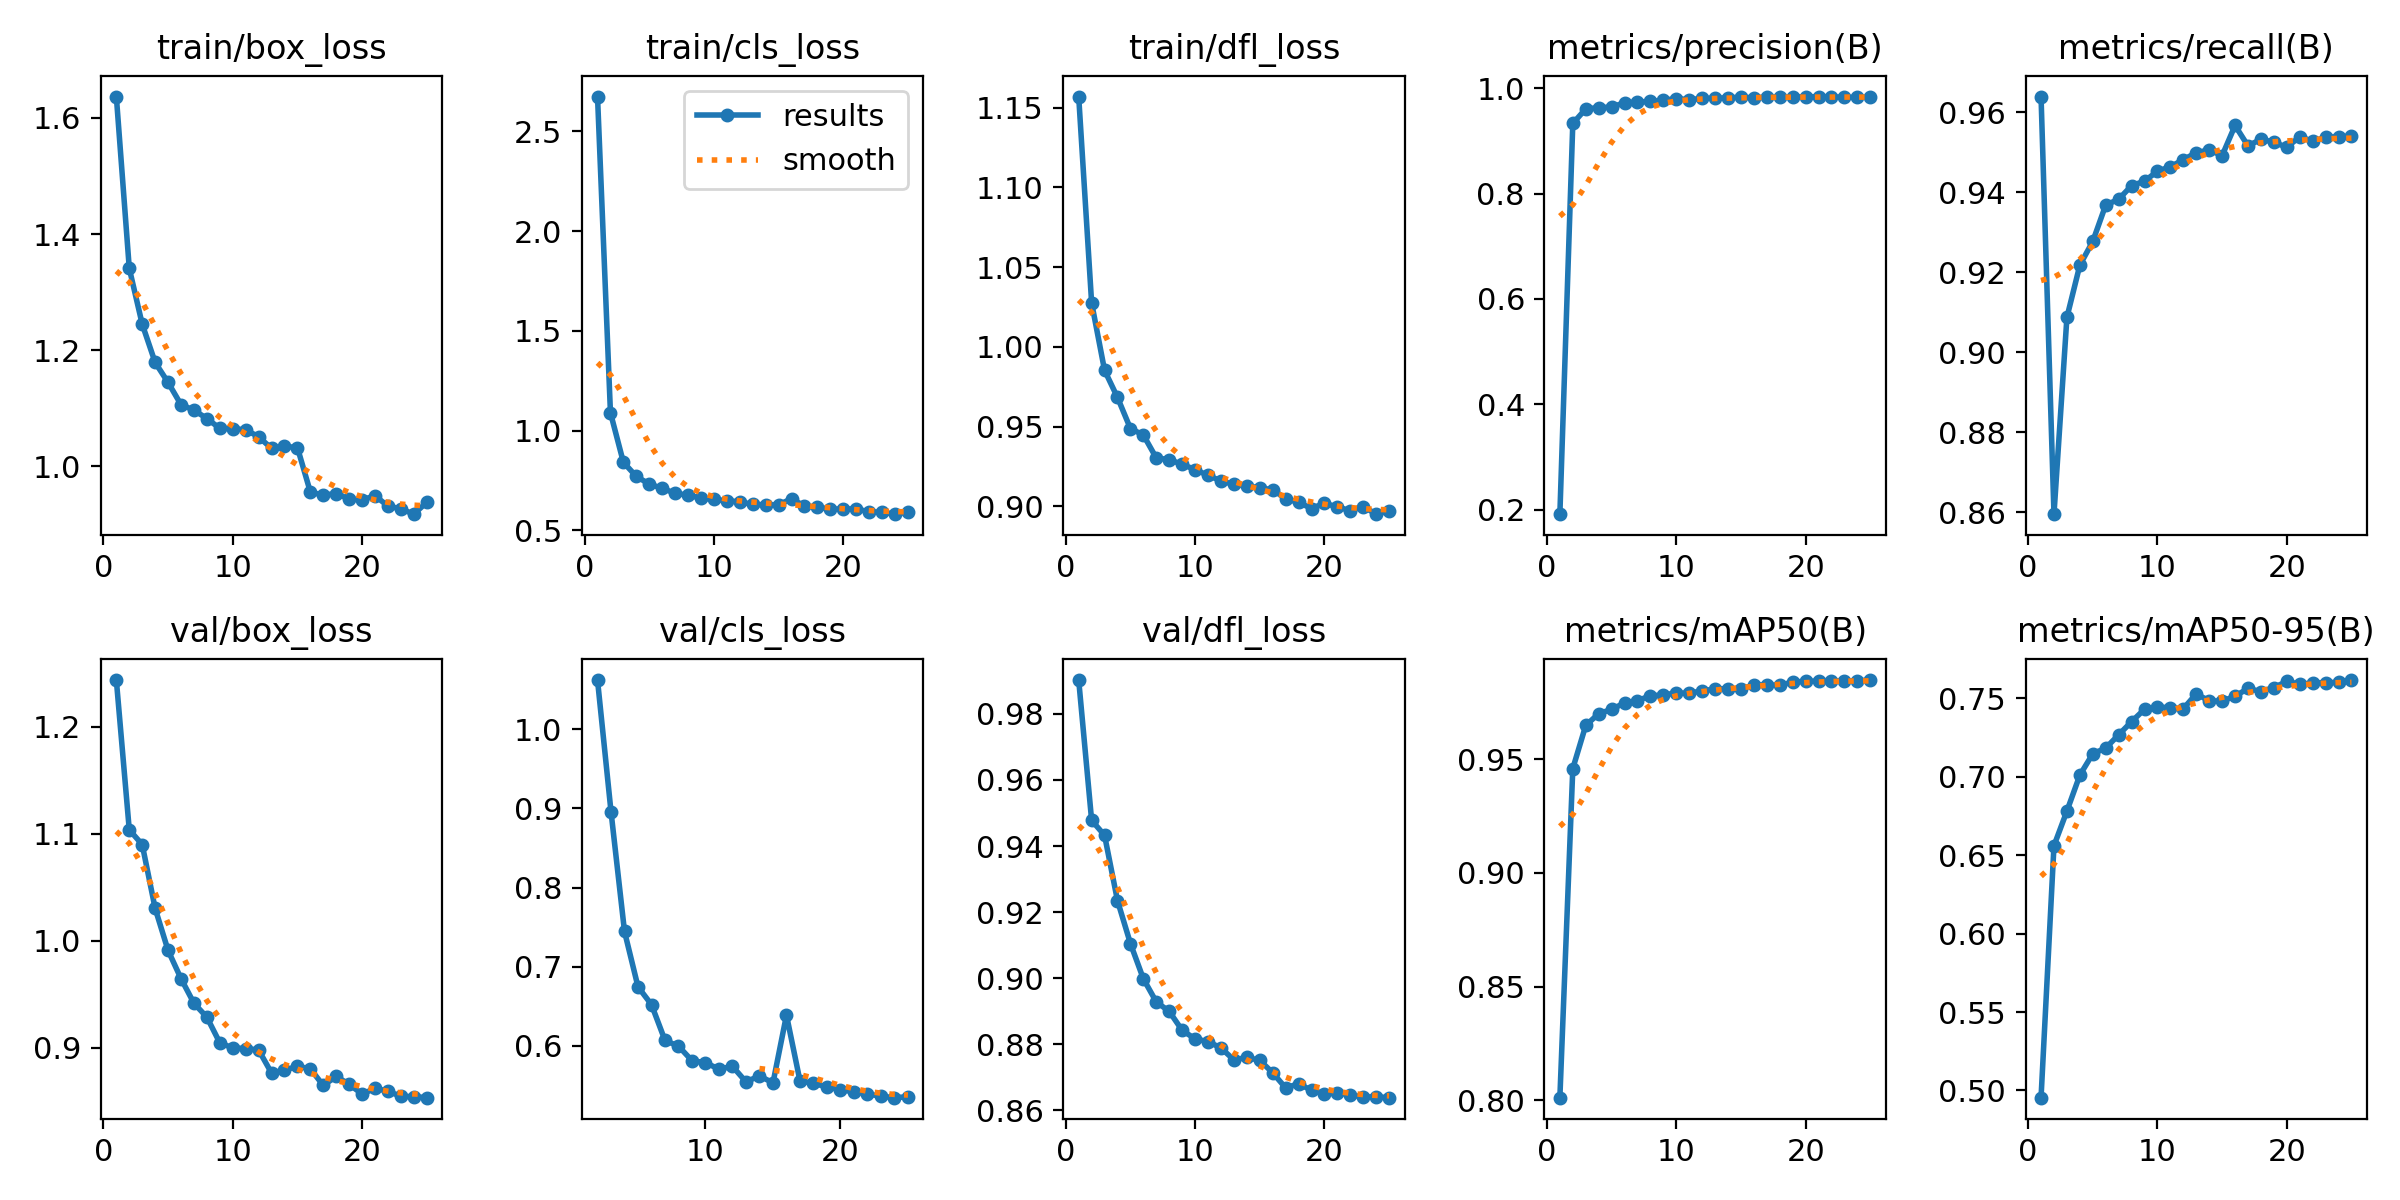 train/box_loss
1.6
1.4
1.2
1.0
0 10 20
train/cls_loss
results
smooth
2.5
2.0
1.5
1.0
0.5
0 10 20
train/dfl_loss
1.15
1.10
1.05
1.00
0.95
0.90
0 10 20
metrics/precision(B)
1.0
0.8
0.6
0.4
0.2
0 10 20
metrics/recall(B)
0.96
0.94
0.92
0.90
0.88
0.86
0 10 20
val/box_loss
1.2
1.1
1.0
0.9
0 10 20
val/cls_loss
1.0
0.9
0.8
0.7
0.6
10 20
val/dfl_loss
0.98
0.96
0.94
0.92
0.90
0.88
0.86
0 10 20
metrics/mAP50(B)
0.95
0.90
0.85
0.80
0 10 20
metrics/mAP50-95(B)
0.75
0.70
0.65
0.60
0.55
0.50
0 10 20